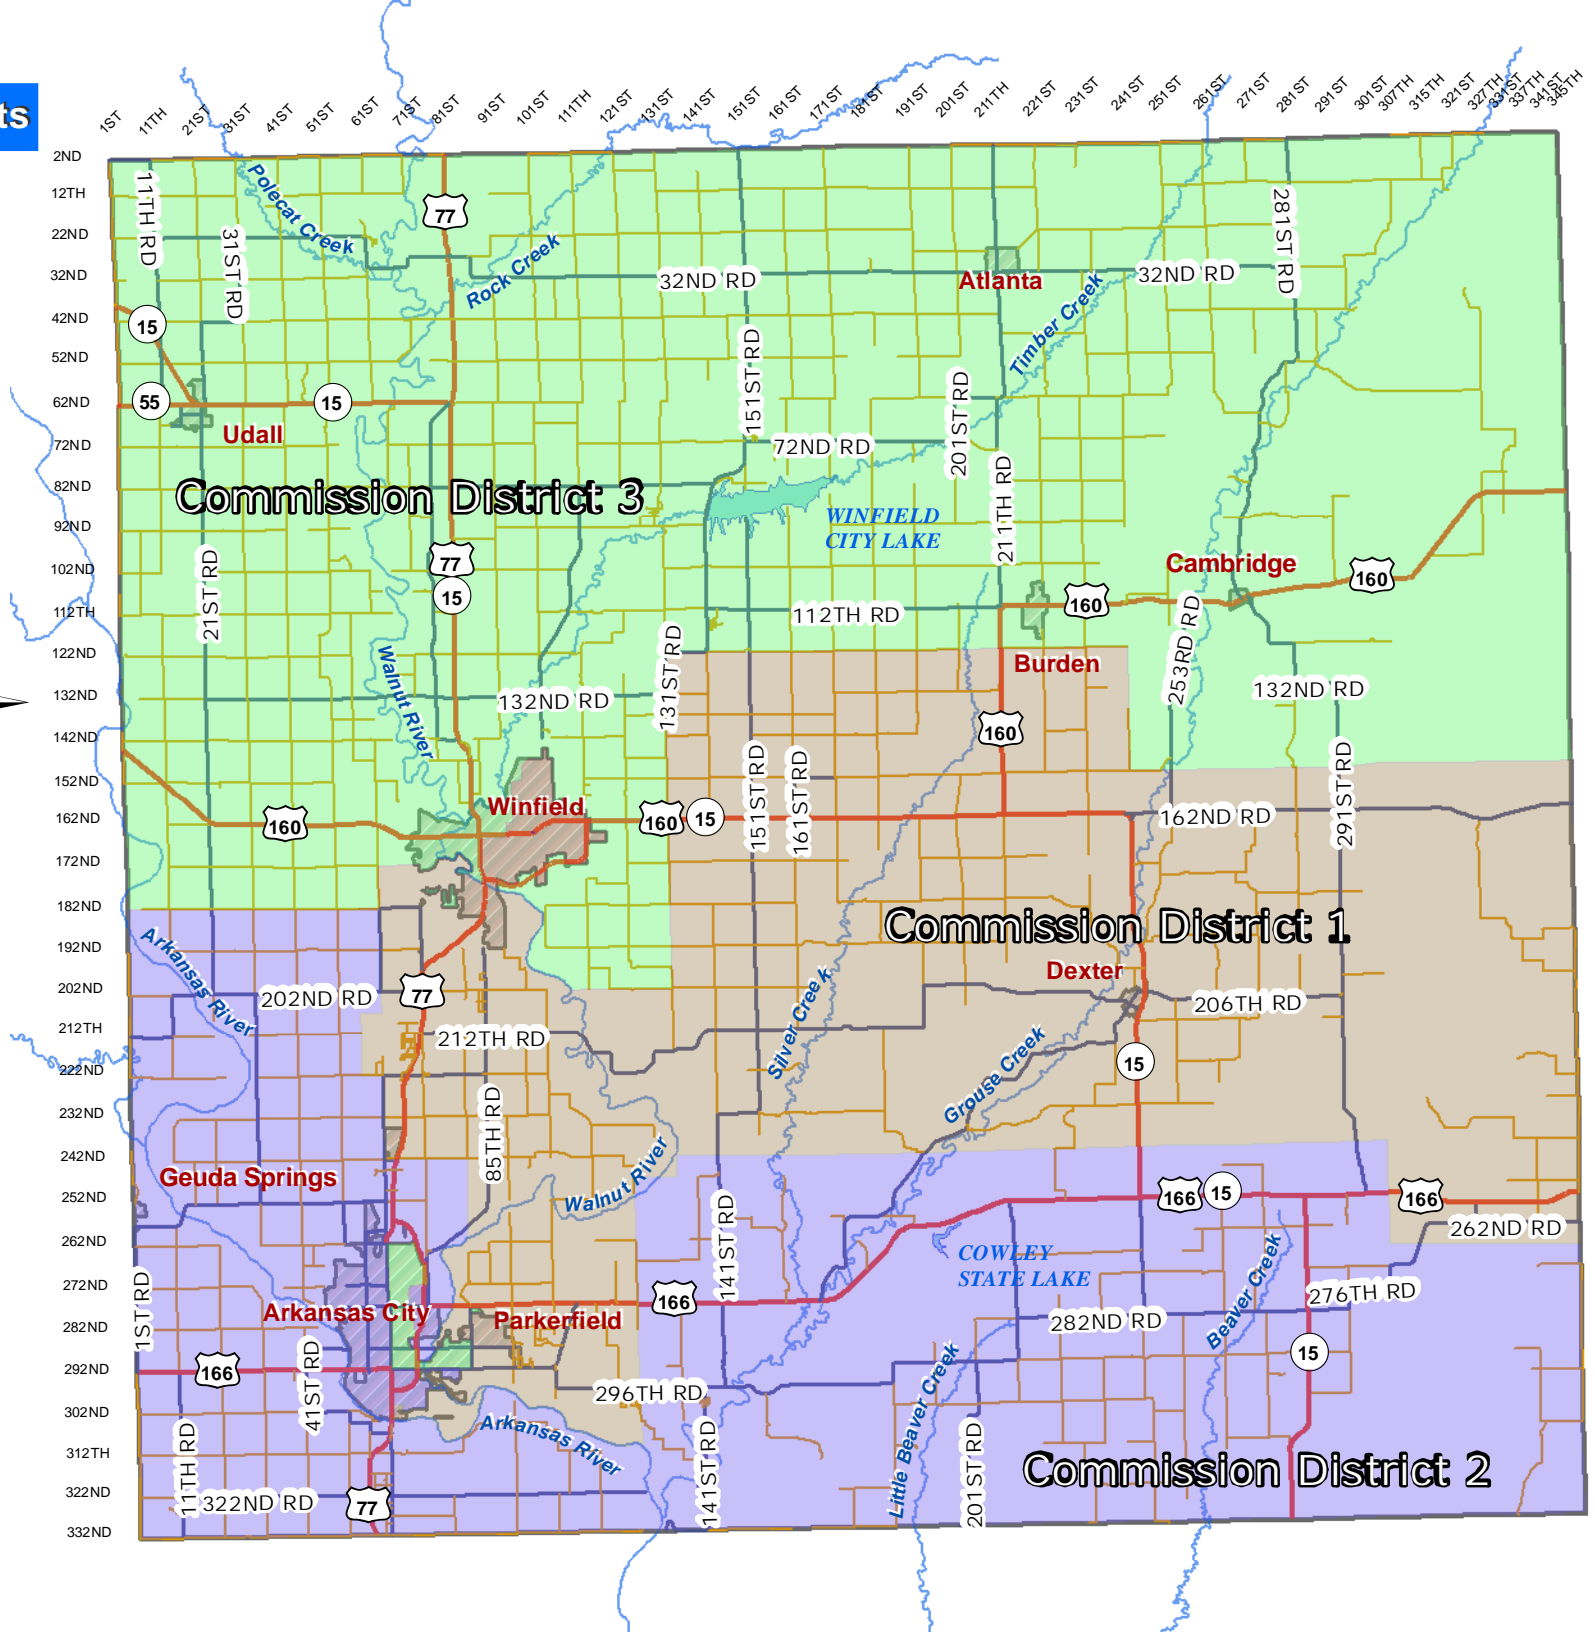 ts
1ST
11TH
21ST
31ST
41ST
51ST
61ST
71ST
81ST
91ST
101ST
111TH
121ST
131ST
141ST
151ST
161ST
171ST
181ST
191ST
201ST
211TH
221ST
231ST
241ST
251ST
261ST
271ST
281ST
291ST
301ST
307TH
315TH
321ST
327TH
331ST
337TH
341ST
345TH
2ND
12TH
22ND
32ND
42ND
52ND
62ND
72ND
82ND
92ND
102ND
112TH
122ND
132ND
142ND
152ND
162ND
172ND
182ND
192ND
202ND
212TH
222ND
232ND
242ND
252ND
262ND
272ND
282ND
292ND
302ND
312TH
322ND
332ND
11TH RD
Polecat Creek
77
31ST RD
Rock Creek
32ND RD
Atlanta
32ND RD
281ST RD
15
Timber Creek
151ST RD
55
15
Udall
201ST RD
72ND RD
Commission District 3
211TH RD
WINFIELD
CITY LAKE
77
15
21ST RD
Cambridge
160
160
112TH RD
253RD RD
Burden
131ST RD
Walnut River
132ND RD
132ND RD
160
291ST RD
151ST RD
161ST RD
Winfield
160
160
15
162ND RD
Commission District 1
Arkansas River
Dexter
202ND RD
77
206TH RD
Silver Creek
212TH RD
15
Grouse Creek
85TH RD
Walnut River
Geuda Springs
166
15
166
262ND RD
141ST RD
COWLEY
STATE LAKE
Beaver Creek
1ST RD
166
276TH RD
Arkansas City
Parkerfield
282ND RD
15
166
41ST RD
296TH RD
Little Beaver Creek
Arkansas River
11TH RD
141ST RD
201ST RD
Commission District 2
322ND RD
77